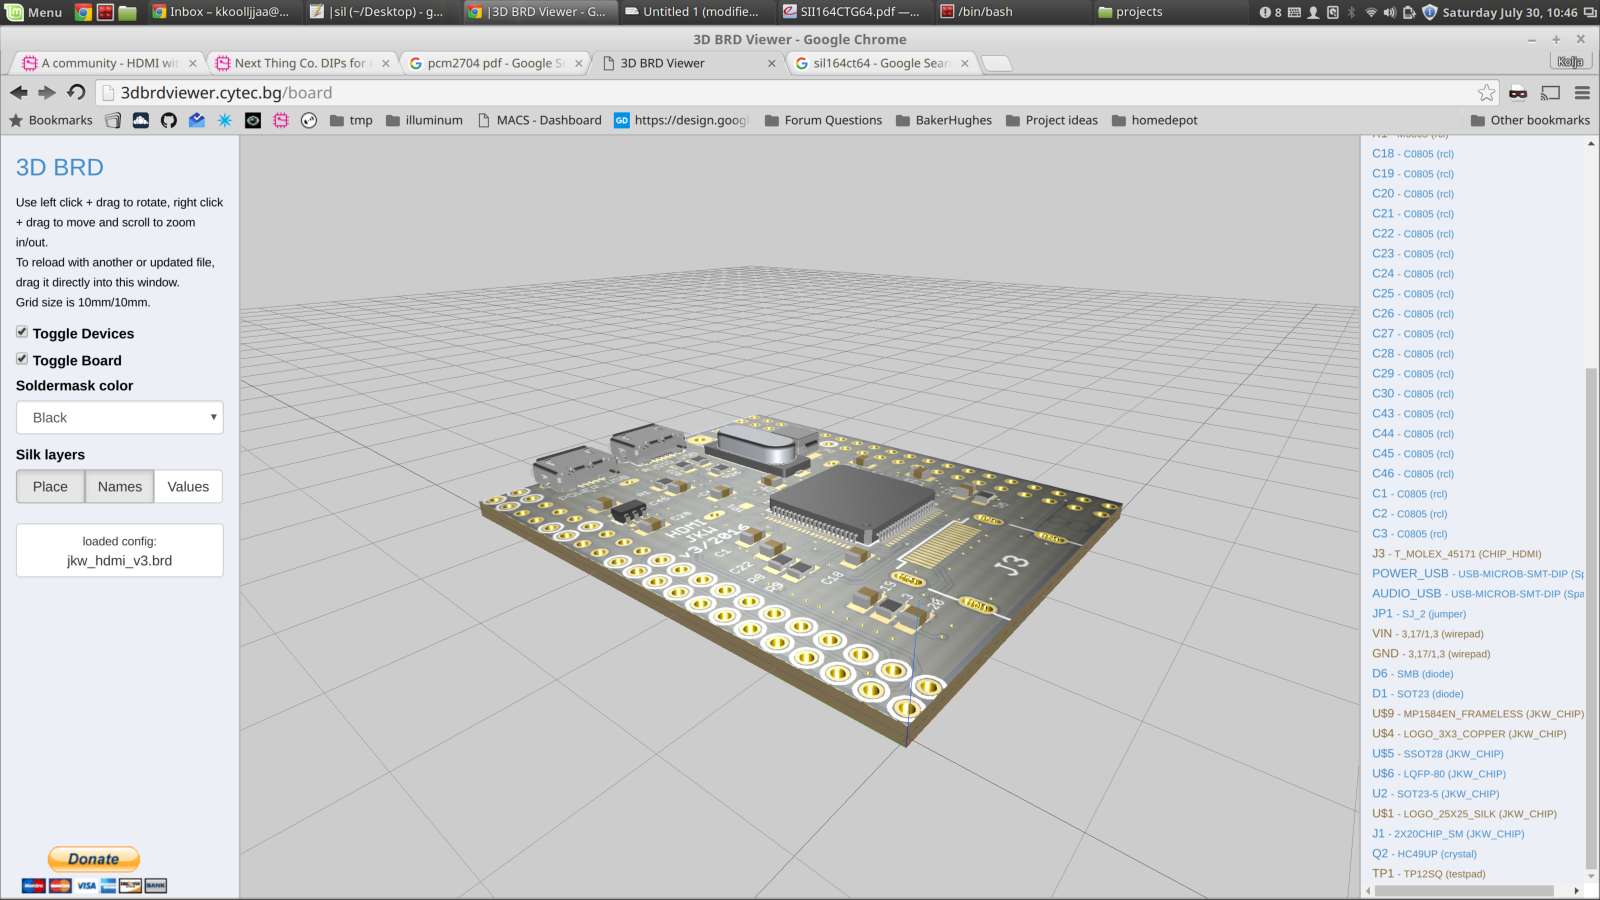 Menu
Inbox – kkoolljjaa@...
|sil (~/Desktop) - g...
|3D BRD Viewer - G...
Untitled 1 (modifie...
SII164CTG64.pdf —...
/bin/bash
projects
8
Saturday July 30, 10:46
3D BRD Viewer - Google Chrome
A community - HDMI wit
Next Thing Co. DIPs for
pcm2704 pdf - Google S
3D BRD Viewer
sil164ct64 - Google Sear
Kolja
3dbrdviewer.cytec.bg/board
Bookmarks
tmp
illuminum
MACS - Dashboard
GD
https://design.googl
Forum Questions
BakerHughes
Project ideas
homedepot
Other bookmarks
3D BRD
Use left click + drag to rotate, right click
+ drag to move and scroll to zoom
in/out.
To reload with another or updated file,
drag it directly into this window.
Grid size is 10mm/10mm.
Toggle Devices
Toggle Board
Soldermask color
Black
Silk layers
Place
Names
Values
loaded config:
jkw_hdmi_v3.brd
Donate
VISA
BANK
HDMI
JKW
v3/2016
C1
C22
R8
C18
J3
C18 - C0805 (rcl)
C19 - C0805 (rcl)
C20 - C0805 (rcl)
C21 - C0805 (rcl)
C22 - C0805 (rcl)
C23 - C0805 (rcl)
C24 - C0805 (rcl)
C25 - C0805 (rcl)
C26 - C0805 (rcl)
C27 - C0805 (rcl)
C28 - C0805 (rcl)
C29 - C0805 (rcl)
C30 - C0805 (rcl)
C43 - C0805 (rcl)
C44 - C0805 (rcl)
C45 - C0805 (rcl)
C46 - C0805 (rcl)
C1 - C0805 (rcl)
C2 - C0805 (rcl)
C3 - C0805 (rcl)
J3 - T_MOLEX_45171 (CHIP_HDMI)
POWER_USB - USB-MICROB-SMT-DIP (Sp
AUDIO_USB - USB-MICROB-SMT-DIP (Spa
JP1 - SJ_2 (jumper)
VIN - 3,17/1,3 (wirepad)
GND - 3,17/1,3 (wirepad)
D6 - SMB (diode)
D1 - SOT23 (diode)
U$9 - MP1584EN_FRAMELESS (JKW_CHIP)
U$4 - LOGO_3X3_COPPER (JKW_CHIP)
U$5 - SSOT28 (JKW_CHIP)
U$6 - LQFP-80 (JKW_CHIP)
U2 - SOT23-5 (JKW_CHIP)
U$1 - LOGO_25X25_SILK (JKW_CHIP)
J1 - 2X20CHIP_SM (JKW_CHIP)
Q2 - HC49UP (crystal)
TP1 - TP12SQ (testpad)